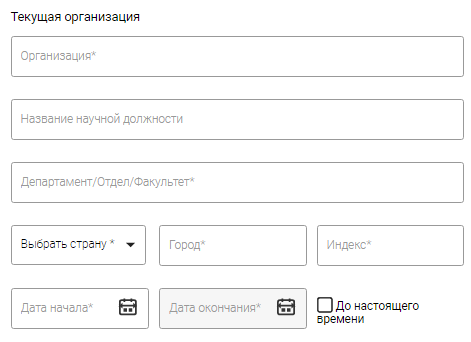 Текущая организация
Организация*
Название научной должности
Департамент/Отдел/Факультет*
Выбрать страну * Город* Индекс*
Дата начала* Дата окончания* До настоящего
времени